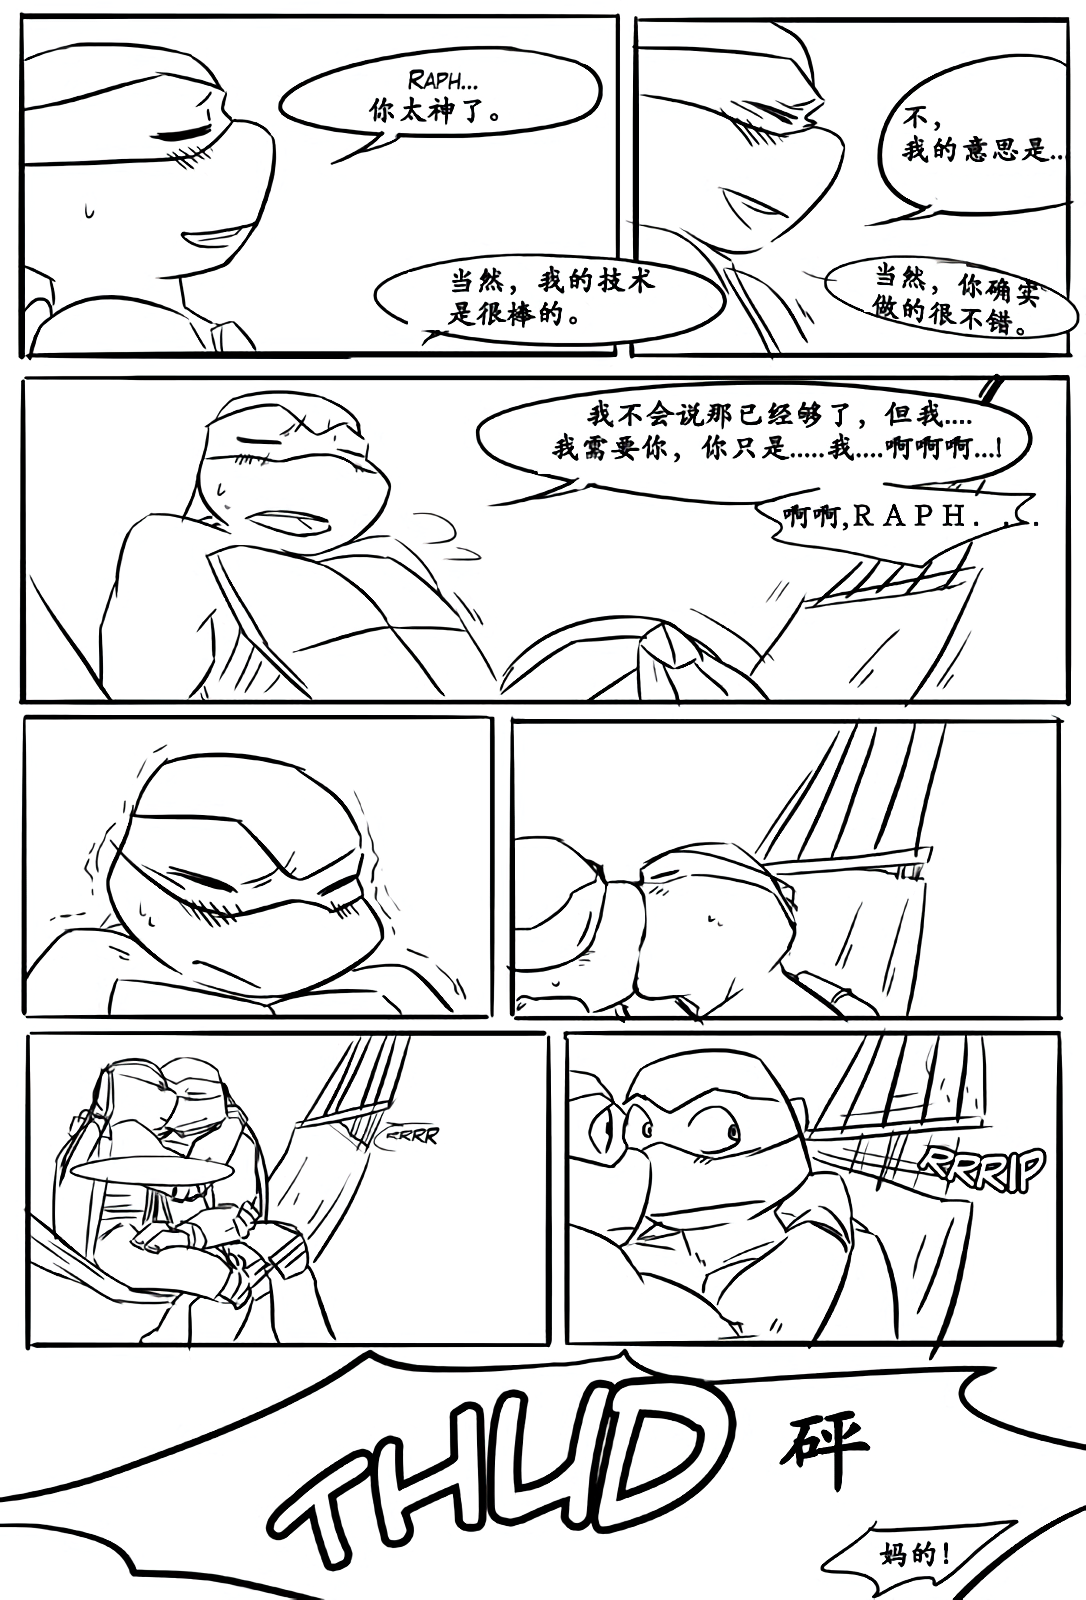 RAPH...
你太神了。
当然，我的技术
是很棒的。
不，
我的意思是...
当然，你确实
做的很不错。
我不会说那已经够了，但我....
我需要你，你只是.....我....啊啊啊...!
啊啊,RAPH....
RRRR
RRRIP
THUD
砰
妈的!